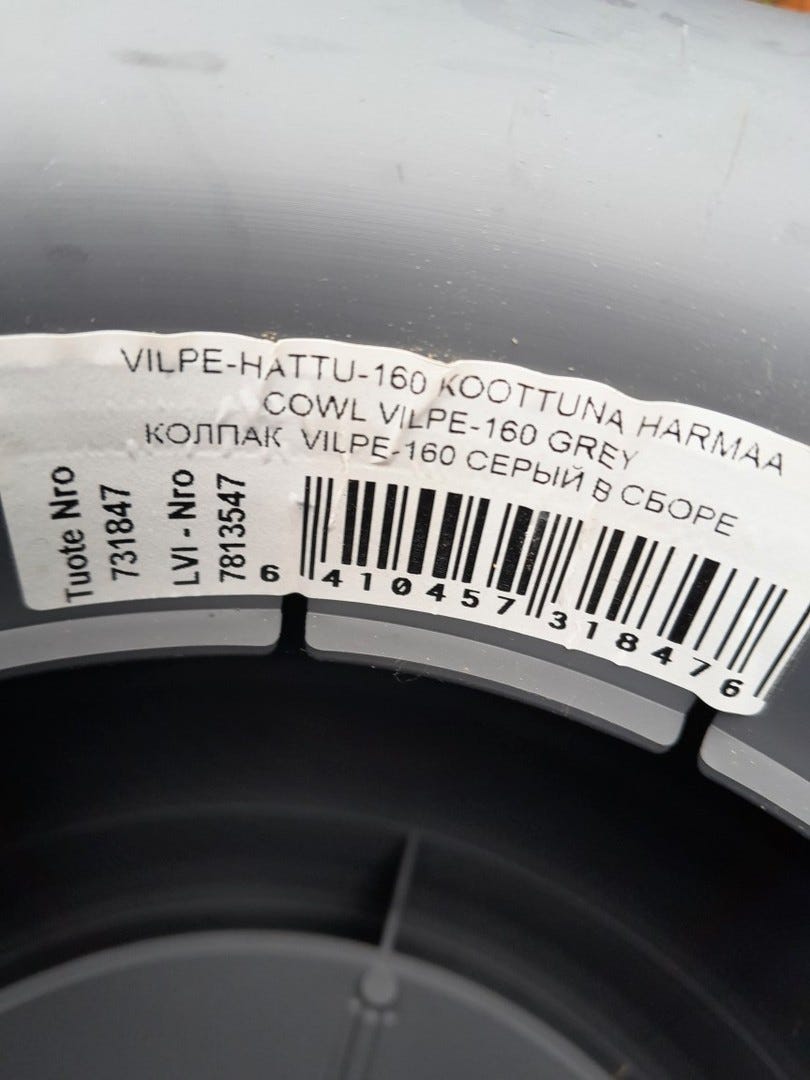 VILPE-HATTU-160 KOOTTUNA HARMAA
COWL VILPE-160 GREY
КОЛПАК VILPE-160 СЕРЫЙ В СБОРЕ
Tuote Nro
731847
LVI - Nro
7813547
6 410457 318476